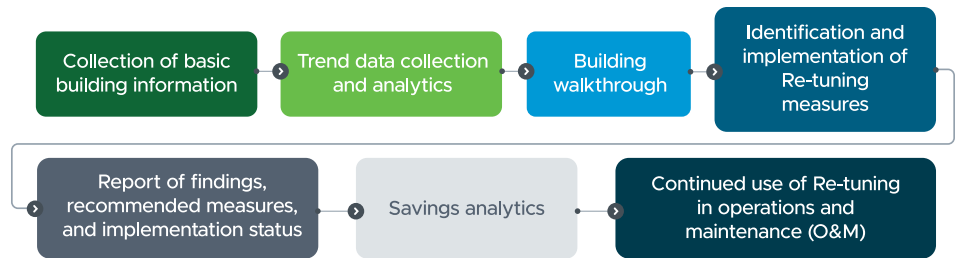 Collection of basic
building information
Trend data collection
and analytics
Building
walkthrough
Identification and
implementation of
Re-tuning
measures
Report of findings,
recommended measures,
and implementation status
Savings analytics
Continued use of Re-tuning
in operations and
maintenance (O&M)